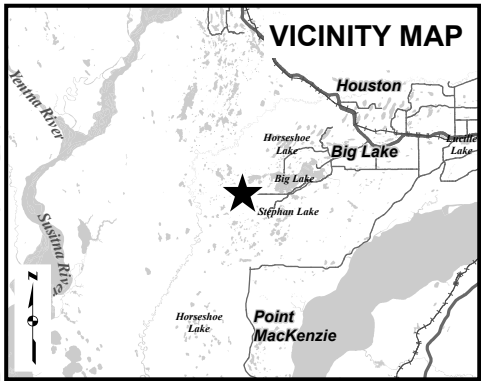 VICINITY MAP
Yentna River
Houston
Horseshoe
Lake
Big Lake
Lucille
Lake
Big Lake
Stephan Lake
Susitna River
N
Horseshoe
Lake
Point
MacKenzie